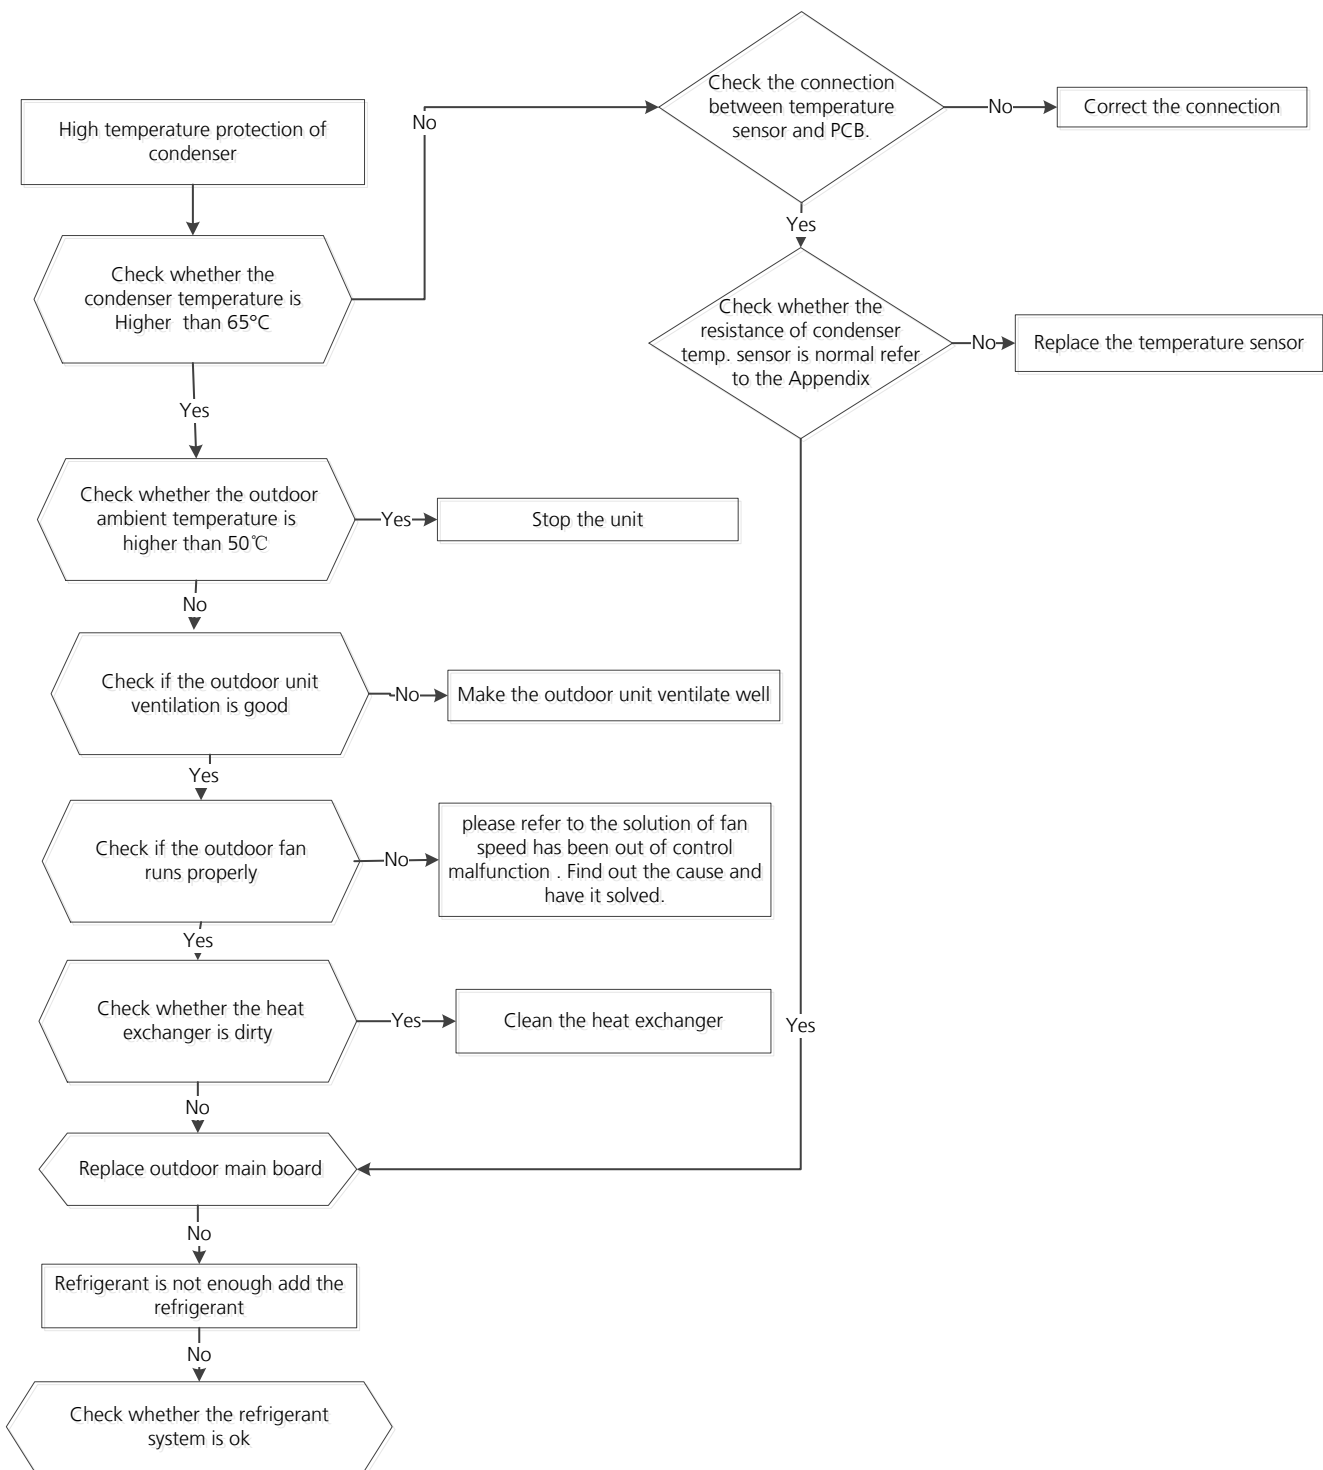 High temperature protection of
condenser
Check whether the
condenser temperature is
Higher than 65°C
No
Check the connection
between temperature
sensor and PCB.
No
Correct the connection
Yes
Check whether the
resistance of condenser
temp. sensor is normal refer
to the Appendix
No
Replace the temperature sensor
Yes
Check whether the outdoor
ambient temperature is
higher than 50℃
Yes
Stop the unit
No
Check if the outdoor unit
ventilation is good
No
Make the outdoor unit ventilate well
Yes
Check if the outdoor fan
runs properly
No
please refer to the solution of fan
speed has been out of control
malfunction . Find out the cause and
have it solved.
Yes
Check whether the heat
exchanger is dirty
Yes
Clean the heat exchanger
Yes
No
Replace outdoor main board
No
Refrigerant is not enough add the
refrigerant
No
Check whether the refrigerant
system is ok